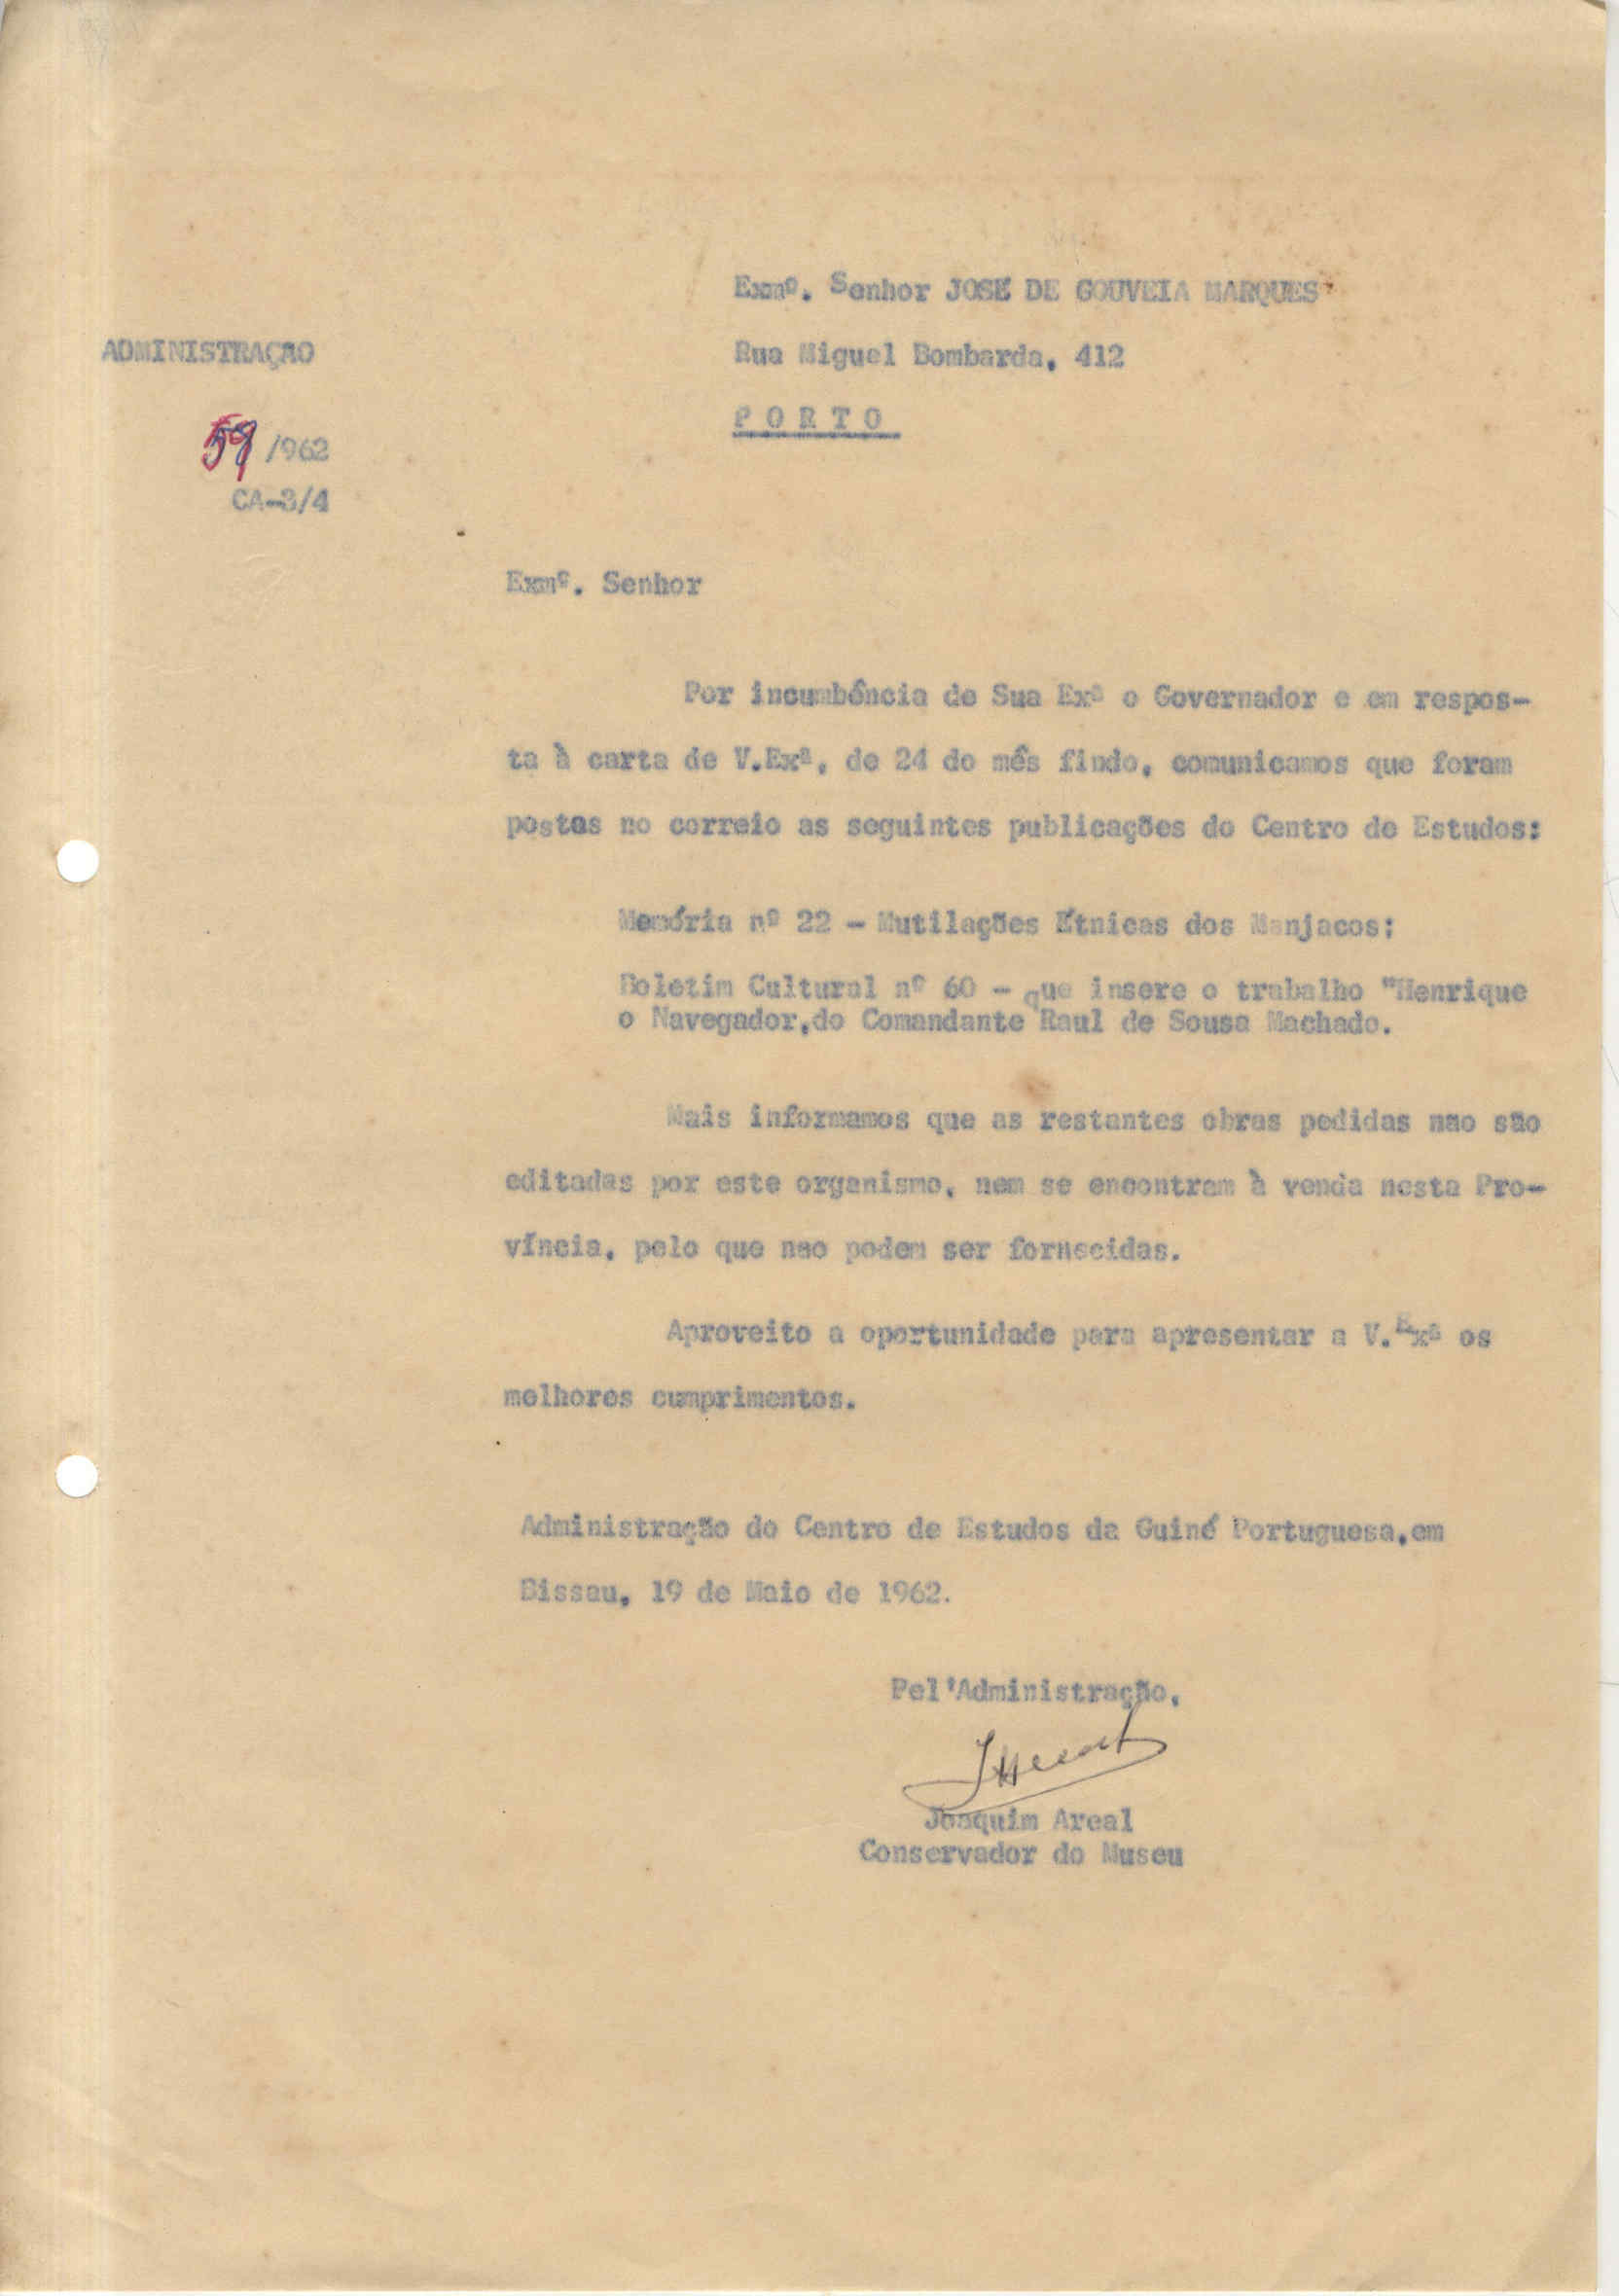 Exmº. Senhor JOSÉ DE GOUVEIA MARQUES
ADMINISTRAÇÃO
Rua Miguel Bombarda, 412
PORTO
59/962
CA-3/4
Exmº. Senhor
Por incumbência de Sua Exª o Governador e em respos-
ta à carta de V.Exª, de 24 do mês findo, comunicamos que foram
postas no correio as seguintes publicações do Centro de Estudos:
Memória nº 22 - Mutilações Étnicas dos Manjacos;
Boletim Cultural nº 60 - que insere o trabalho "Henrique
o Navegador,do Comandante Raul de Sousa Machado.
Mais informamos que as restantes obras pedidas nao são
editadas por este organismo, nem se encontram à venda nesta Pro-
víncia, pelo que nao podem ser fornecidas.
Aproveito a oportunidade para apresentar a V.Exª os
melhores cumprimentos.
Administração do Centro de Estudos da Guiné Portuguesa,em
Bissau, 19 de Maio de 1962.
Pel'Administração,
Joaquim Areal
Conservador do Museu